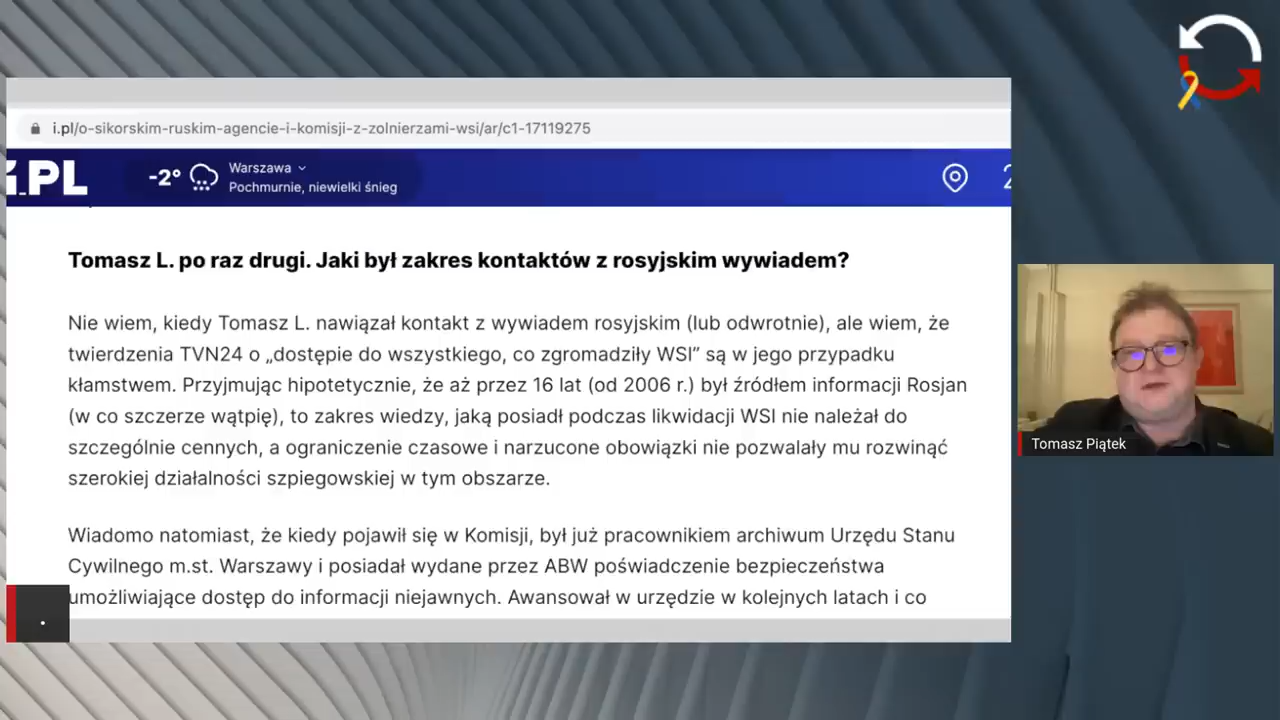 i.pl/o-sikorskim-ruskim-agencie-i-komisji-z-zolnierzami-wsi/ar/c1-17119275
i.PL
-2°
Warszawa
Pochmurnie, niewielki śnieg
2
Tomasz L. po raz drugi. Jaki był zakres kontaktów z rosyjskim wywiadem?
Nie wiem, kiedy Tomasz L. nawiązał kontakt z wywiadem rosyjskim (lub odwrotnie), ale wiem, że
twierdzenia TVN24 o „dostępie do wszystkiego, co zgromadziły WSI” są w jego przypadku
kłamstwem. Przyjmując hipotetycznie, że aż przez 16 lat (od 2006 r.) był źródłem informacji Rosjan
(w co szczerze wątpię), to zakres wiedzy, jaką posiadł podczas likwidacji WSI nie należał do
szczególnie cennych, a ograniczenie czasowe i narzucone obowiązki nie pozwalały mu rozwinąć
szerokiej działalności szpiegowskiej w tym obszarze.
Wiadomo natomiast, że kiedy pojawił się w Komisji, był już pracownikiem archiwum Urzędu Stanu
Cywilnego m.st. Warszawy i posiadał wydane przez ABW poświadczenie bezpieczeństwa
umożliwiające dostęp do informacji niejawnych. Awansował w urzędzie w kolejnych latach i co
.
Tomasz Piątek